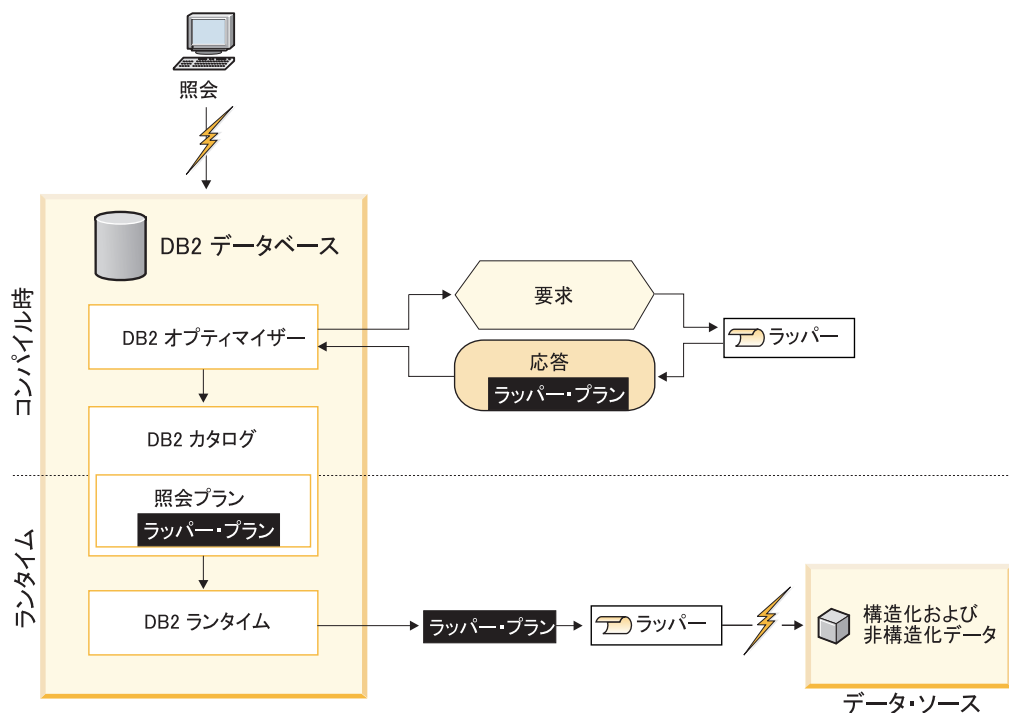 照会
DB2 データベース
コンパイル時
DB2 オプティマイザー
要求
ラッパー
応答
ラッパー・プラン
DB2 カタログ
照会プラン
ラッパー・プラン
ランタイム
DB2 ランタイム
ラッパー・プラン
ラッパー
構造化および
非構造化データ
データ・ソース